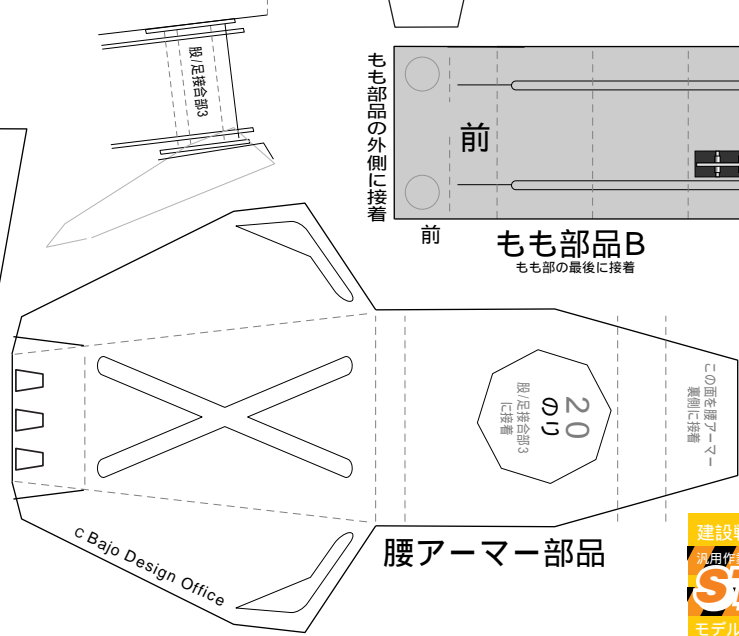 股/足接合部3
もも部品の外側に接着
前
前
もも部品B
もも部の最後に接着
20
のり
股/足接合部3
に接着
この面を腰アーマー
裏側に接着
腰アーマー部品
c Bajo Design Office
建設戦
汎用作
ST
モデル